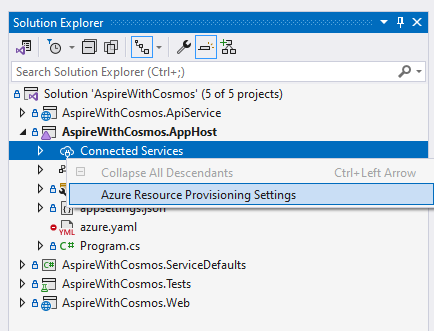 Solution Explorer
Search Solution Explorer (Ctrl+;)
Solution 'AspireWithCosmos' (5 of 5 projects)
AspireWithCosmos.ApiService
AspireWithCosmos.AppHost
Connected Services
Collapse All Descendants Ctrl+Left Arrow
Azure Resource Provisioning Settings
appsettings.json
YML azure.yaml
C# Program.cs
C# AspireWithCosmos.ServiceDefaults
AspireWithCosmos.Tests
AspireWithCosmos.Web